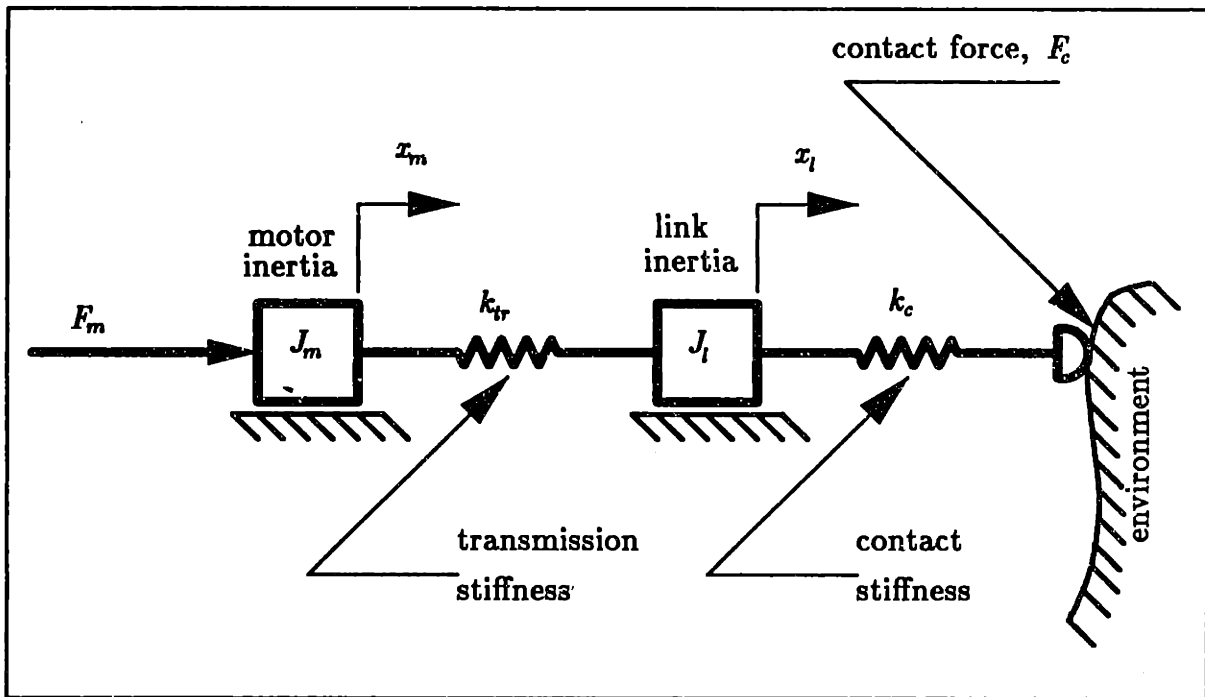 contact force, F_c
x_m
x_l
motor
inertia
link
inertia
F_m
J_m
k_tr
J_l
k_c
environment
transmission
stiffness
contact
stiffness